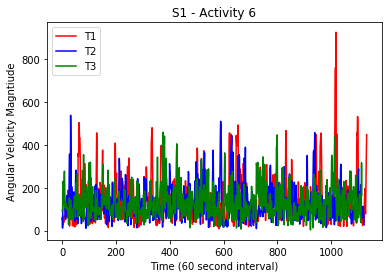 S1 - Activity 6
T1
T2
T3
Angular Velocity Magntiude
800
600
400
200
0
0 200 400 600 800 1000
Time (60 second interval)